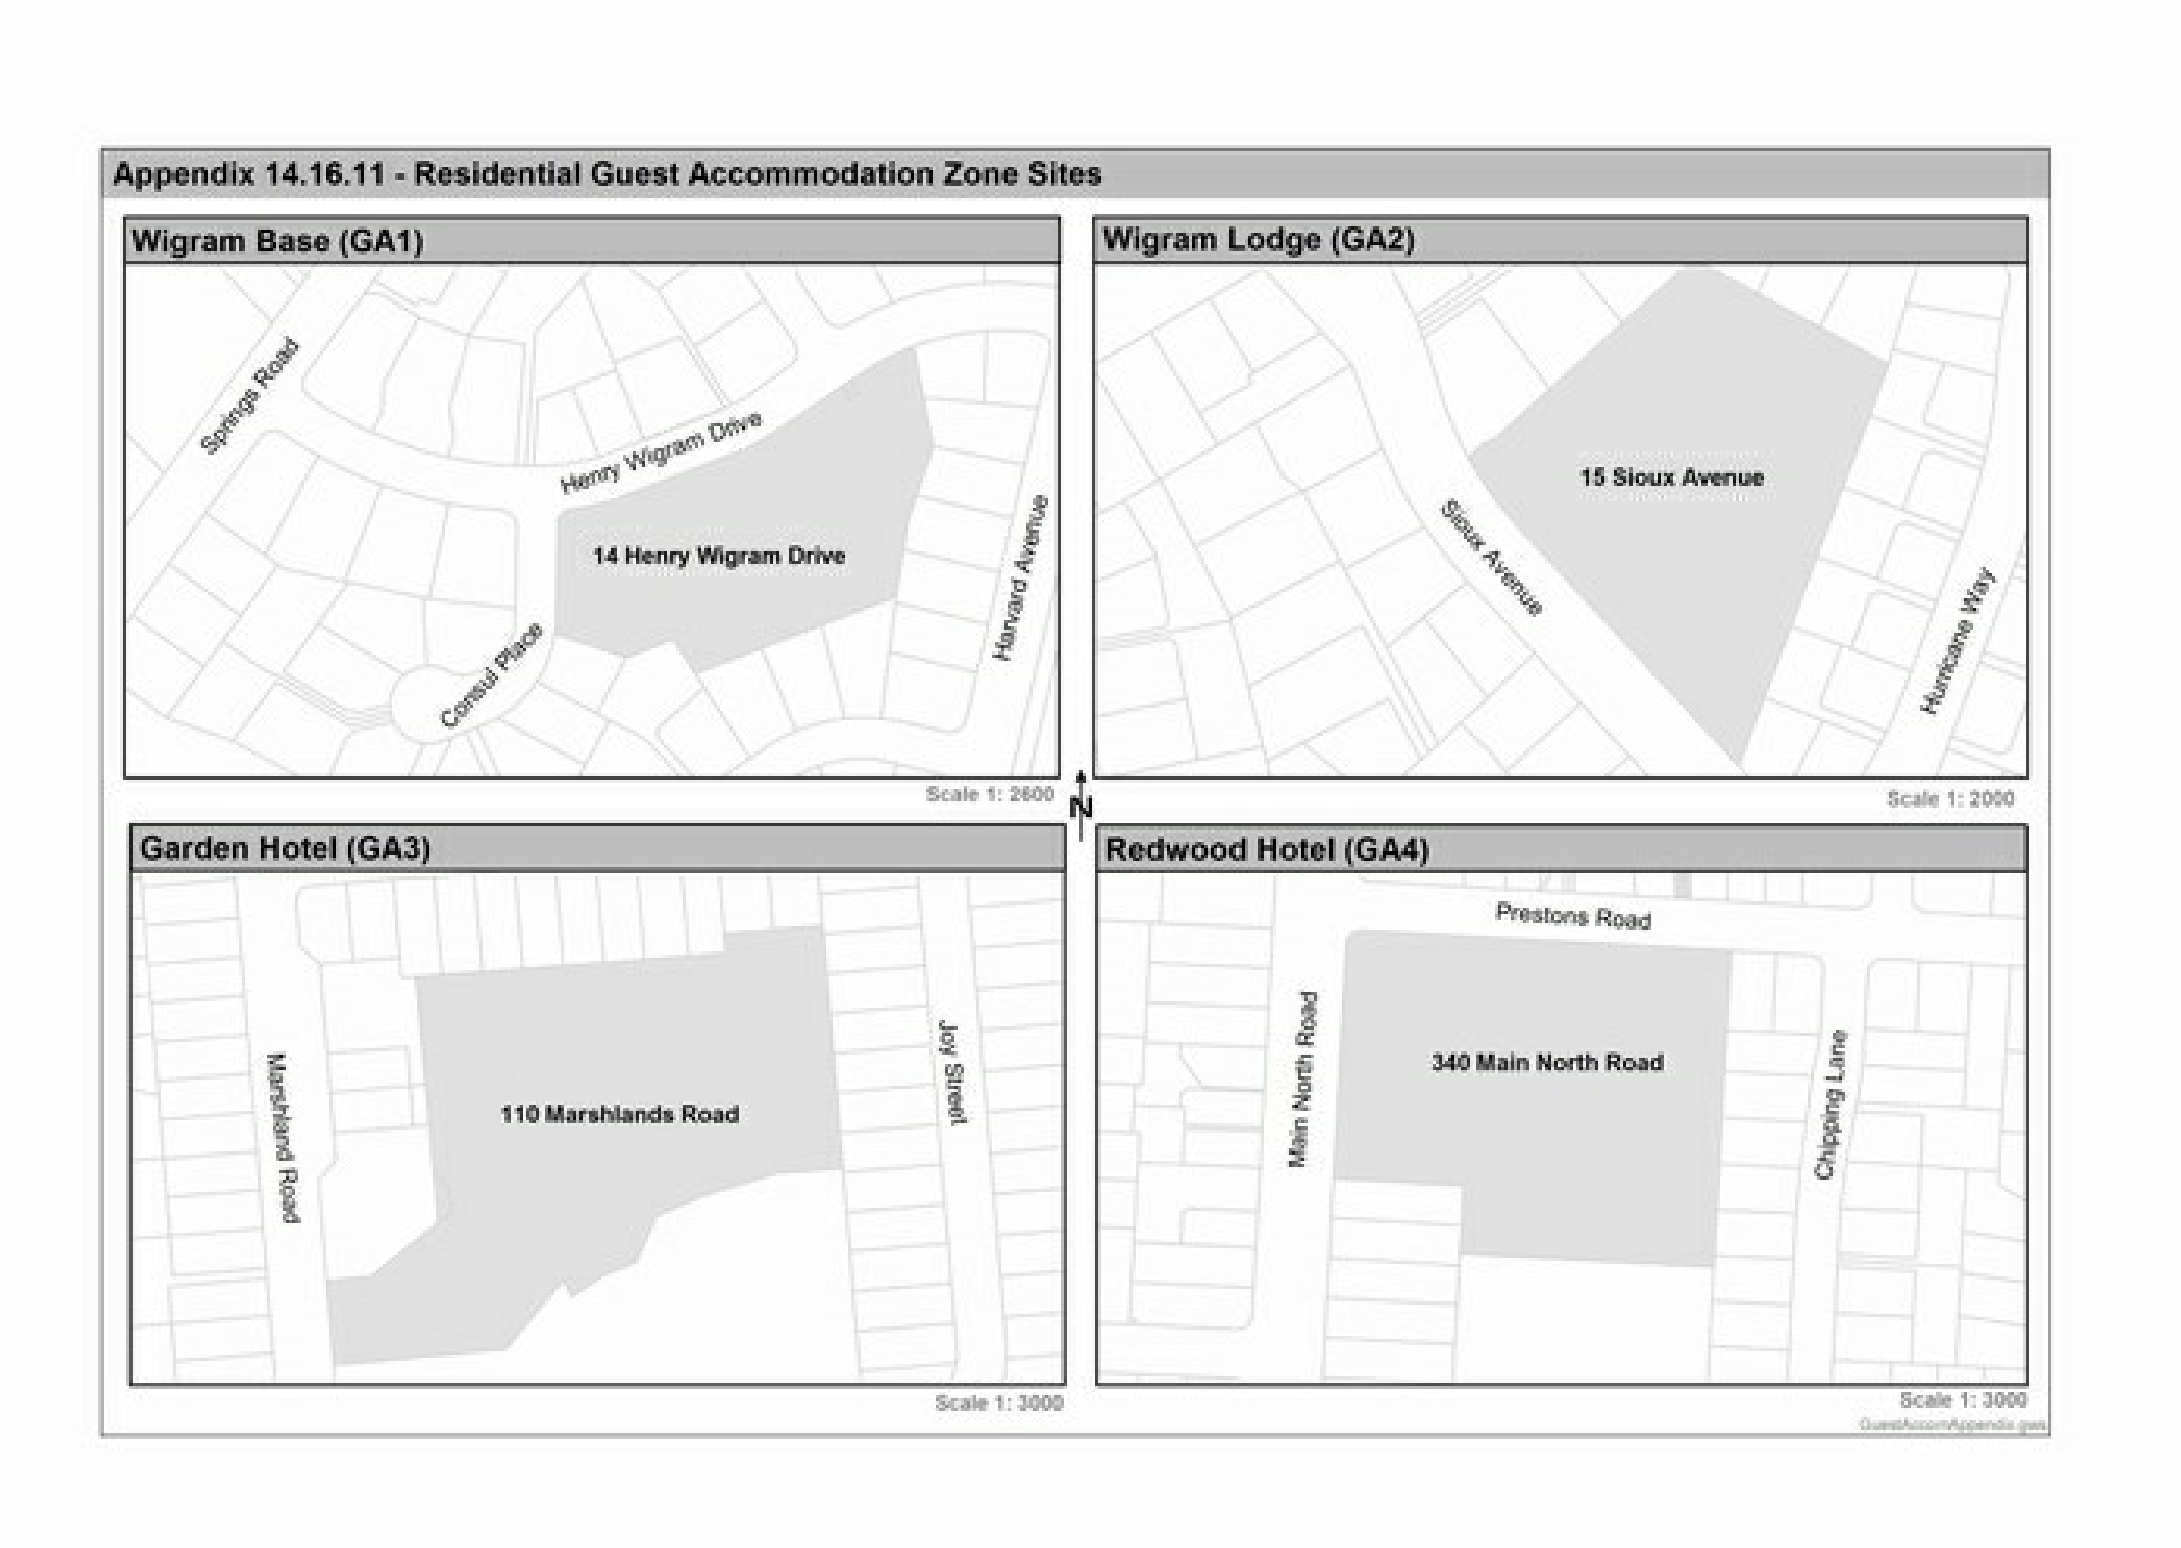 Appendix 14.16.11 - Residential Guest Accommodation Zone Sites
Wigram Base (GA1)
Springs Road
Henry Wigram Drive
14 Henry Wigram Drive
Harvard Avenue
Consul Place
Scale 1: 2600
Wigram Lodge (GA2)
15 Sioux Avenue
Sioux Avenue
Hurricane Way
Scale 1: 2000
N
Garden Hotel (GA3)
Marshland Road
110 Marshlands Road
Joy Street
Scale 1: 3000
Redwood Hotel (GA4)
Prestons Road
Main North Road
340 Main North Road
Chipping Lane
Scale 1: 3000
GuestAccomAppendix.gws